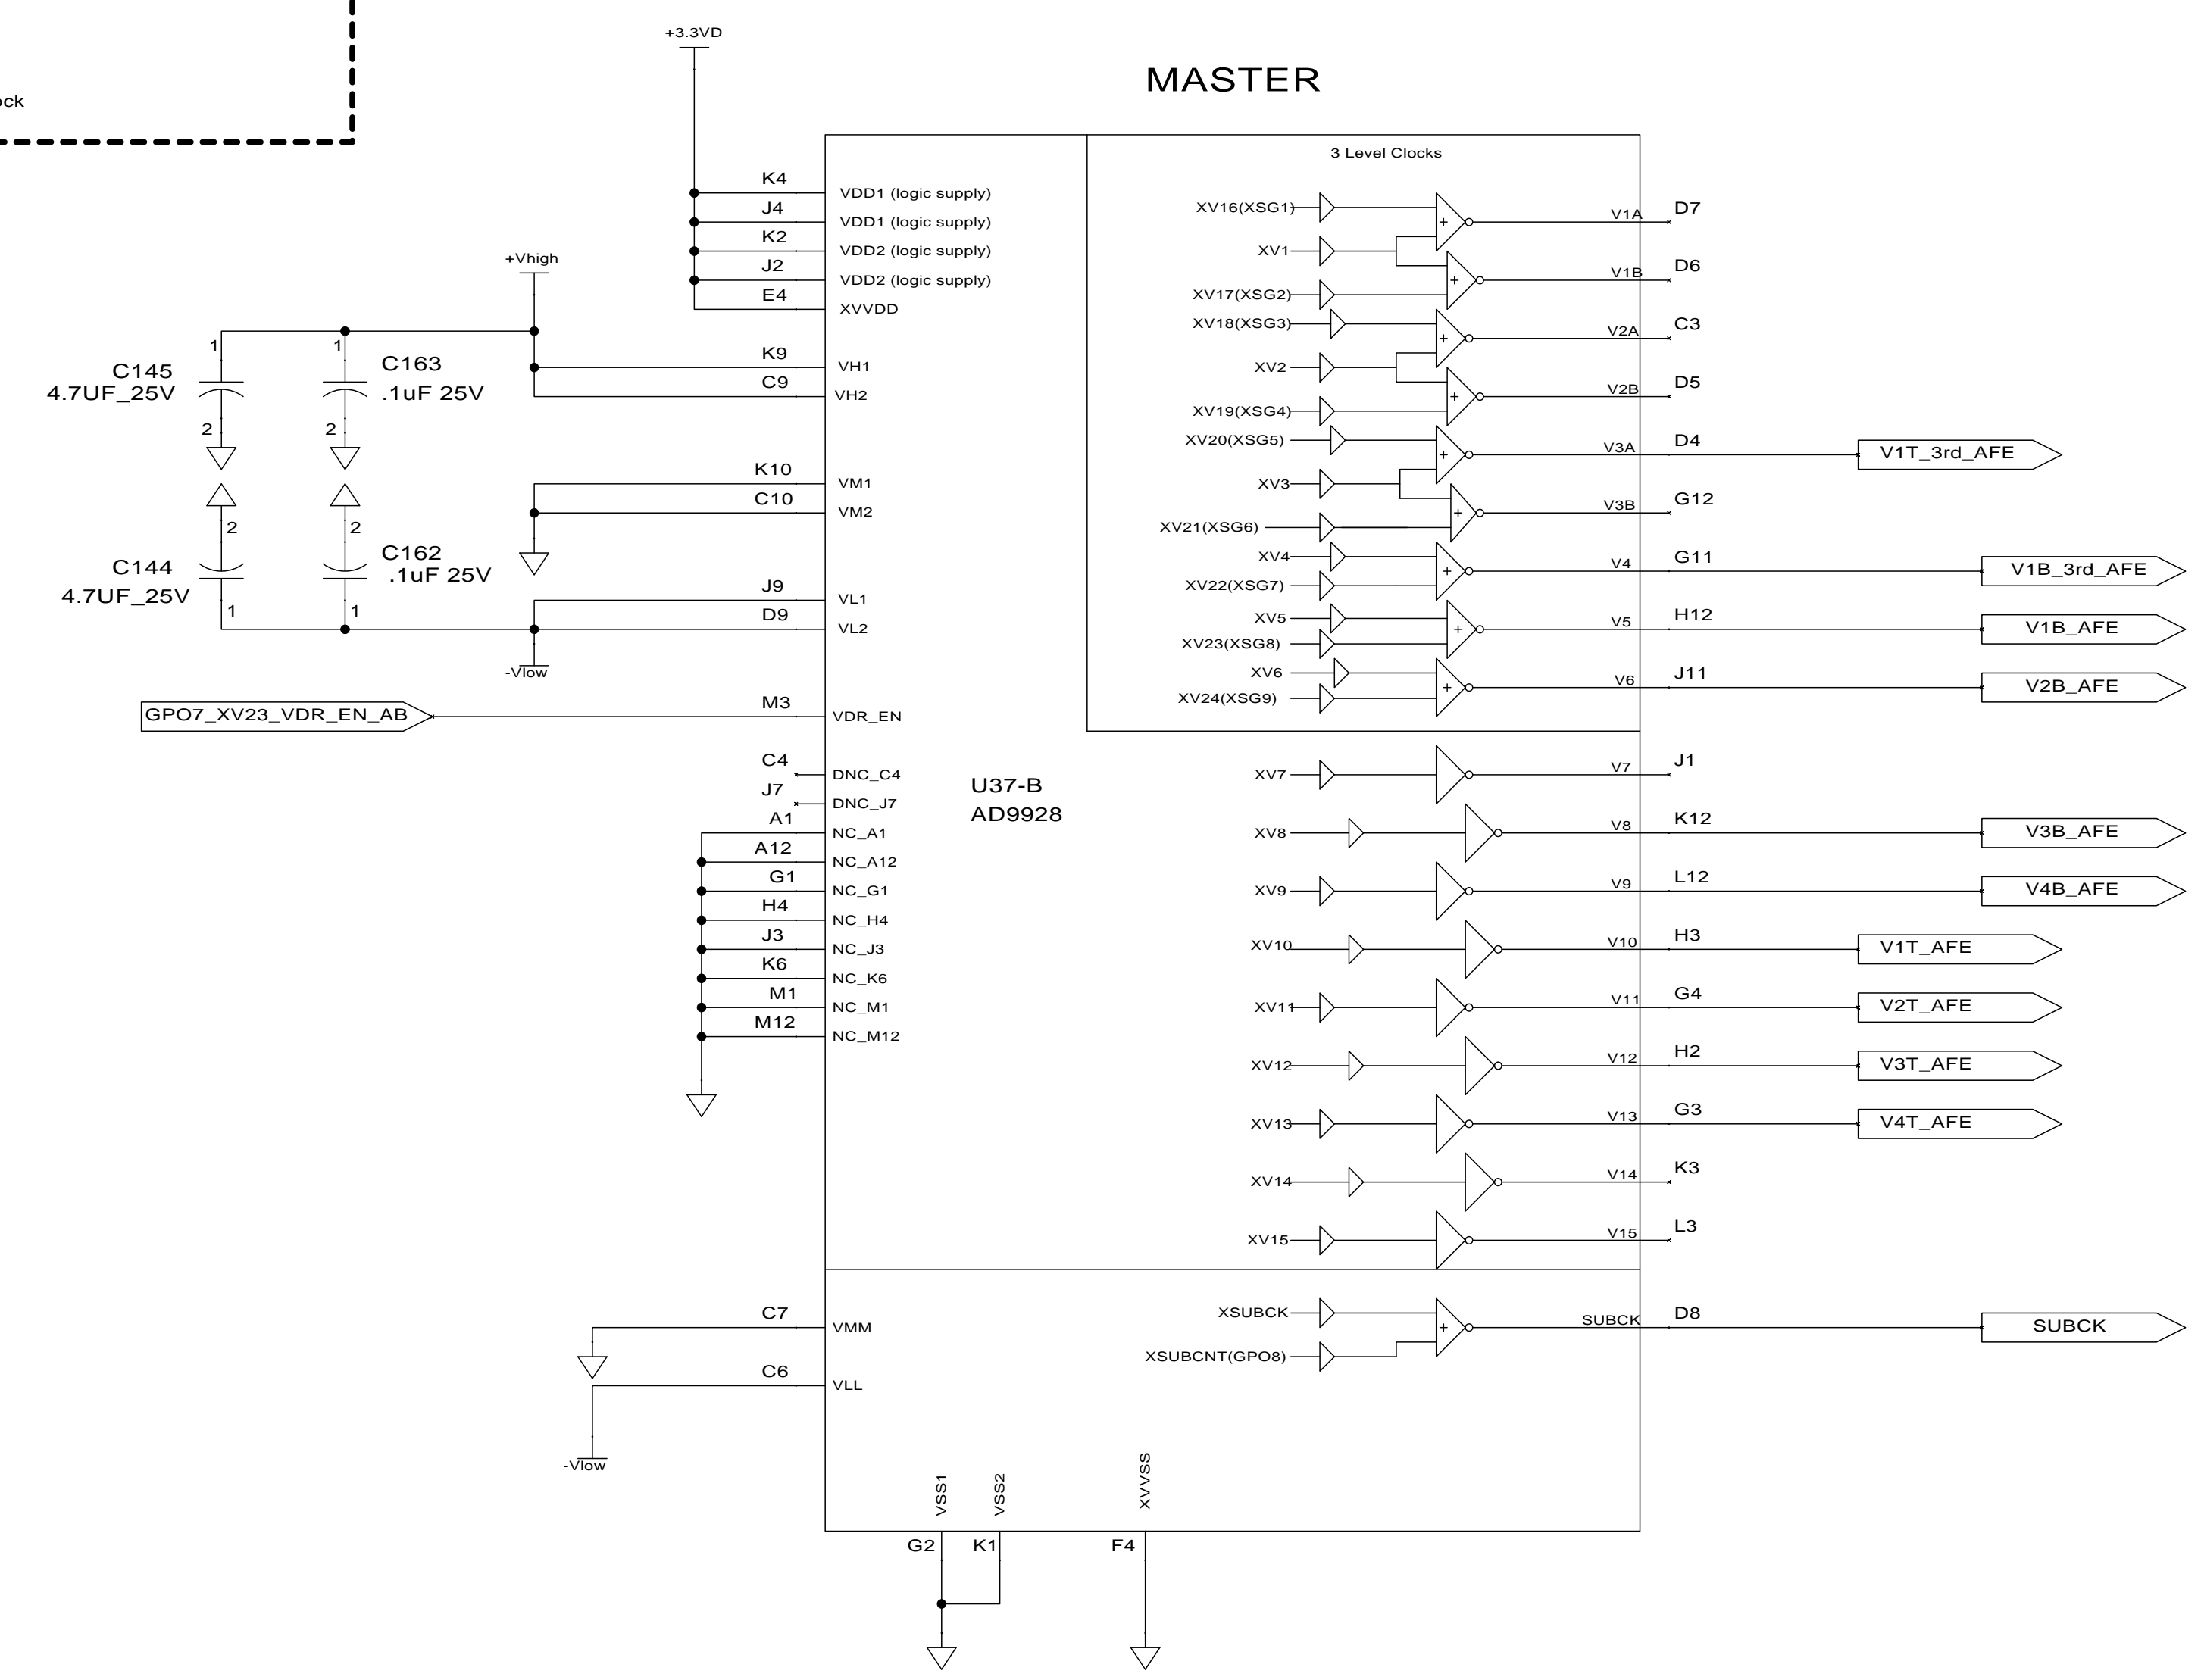 ock
+3.3VD
MASTER
3 Level Clocks
K4 VDD1 (logic supply)
J4 VDD1 (logic supply)
K2 VDD2 (logic supply)
J2 VDD2 (logic supply)
E4 XVVDD
+Vhigh
K9 VH1
C9 VH2
1
1
C145
4.7UF_25V
C163
.1uF 25V
2
2
K10 VM1
C10 VM2
2
2
C144
4.7UF_25V
C162
.1uF 25V
1
1
J9 VL1
D9 VL2
-Vlow
GPO7_XV23_VDR_EN_AB
M3 VDR_EN
C4 DNC_C4
J7 DNC_J7
A1 NC_A1
A12 NC_A12
G1 NC_G1
H4 NC_H4
J3 NC_J3
K6 NC_K6
M1 NC_M1
M12 NC_M12
U37-B
AD9928
XV16(XSG1)
V1A D7
XV1
V1B D6
XV17(XSG2)
XV18(XSG3)
V2A C3
XV2
V2B D5
XV19(XSG4)
XV20(XSG5)
V3A D4 V1T_3rd_AFE
XV3
V3B G12
XV21(XSG6)
XV4
V4 G11 V1B_3rd_AFE
XV22(XSG7)
XV5
V5 H12 V1B_AFE
XV23(XSG8)
XV6
V6 J11 V2B_AFE
XV24(XSG9)
XV7 V7 J1
XV8 V8 K12 V3B_AFE
XV9 V9 L12 V4B_AFE
XV10 V10 H3 V1T_AFE
XV11 V11 G4 V2T_AFE
XV12 V12 H2 V3T_AFE
XV13 V13 G3 V4T_AFE
XV14 V14 K3
XV15 V15 L3
C7 VMM
C6 VLL
-Vlow
XSUBCK
SUBCK D8 SUBCK
XSUBCNT(GPO8)
VSS1
VSS2
XVVSS
G2 K1 F4